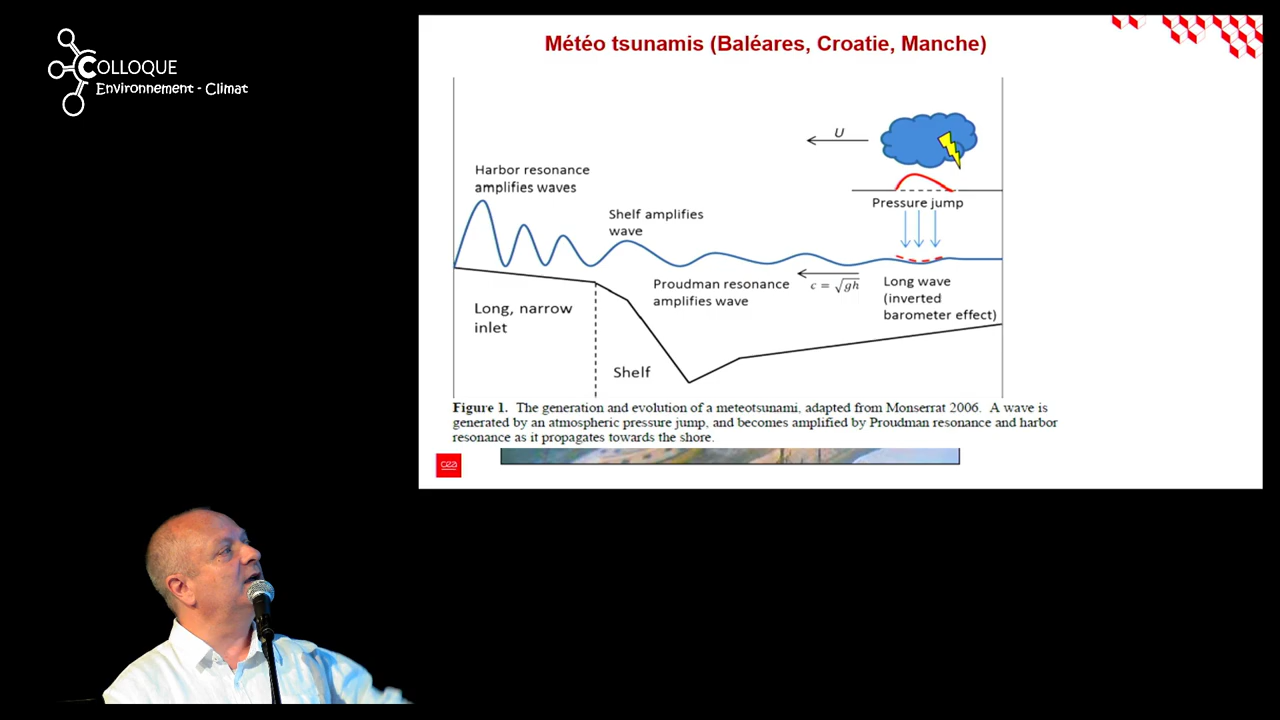 COLLOQUE
Environnement - Climat
Météo tsunamis (Baléares, Croatie, Manche)
U
Harbor resonance
amplifies waves
Pressure jump
Shelf amplifies
wave
Proudman resonance
amplifies wave
c = √gh
Long wave
(inverted
barometer effect)
Long, narrow
inlet
Shelf
Figure 1. The generation and evolution of a meteotsunami, adapted from Monserrat 2006. A wave is
generated by an atmospheric pressure jump, and becomes amplified by Proudman resonance and harbor
resonance as it propagates towards the shore.
cea